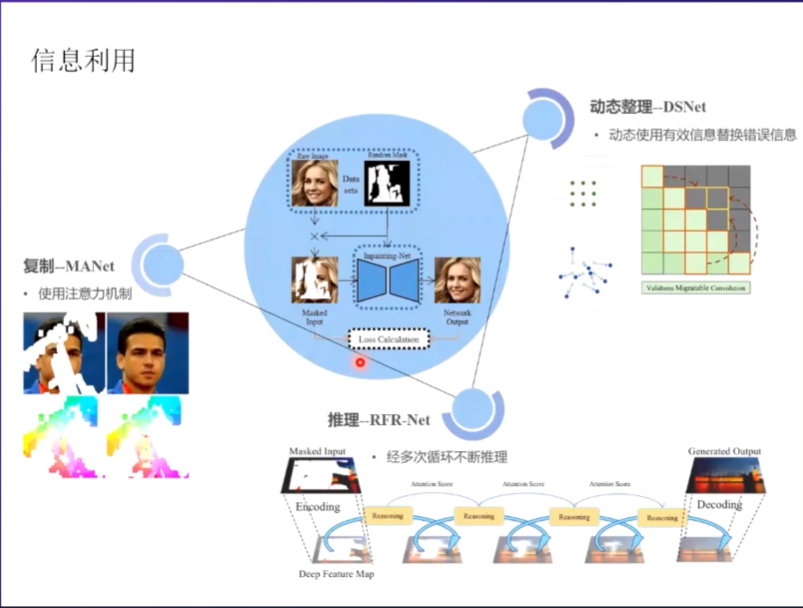 信息利用
动态整理--DSNet
• 动态使用有效信息替换错误信息
Raw Image
Random Mask
Data
sets
Inpainting-Net
Masked
Input
Network
Output
Loss Calculation
复制--MANet
• 使用注意力机制
Validness Migratable Convolution
推理--RFR-Net
• 经多次循环不断推理
Masked Input
Generated Output
Attention Score
Attention Score
Attention Score
Encoding
Decoding
Reasoning
Reasoning
Reasoning
Reasoning
Deep Feature Map